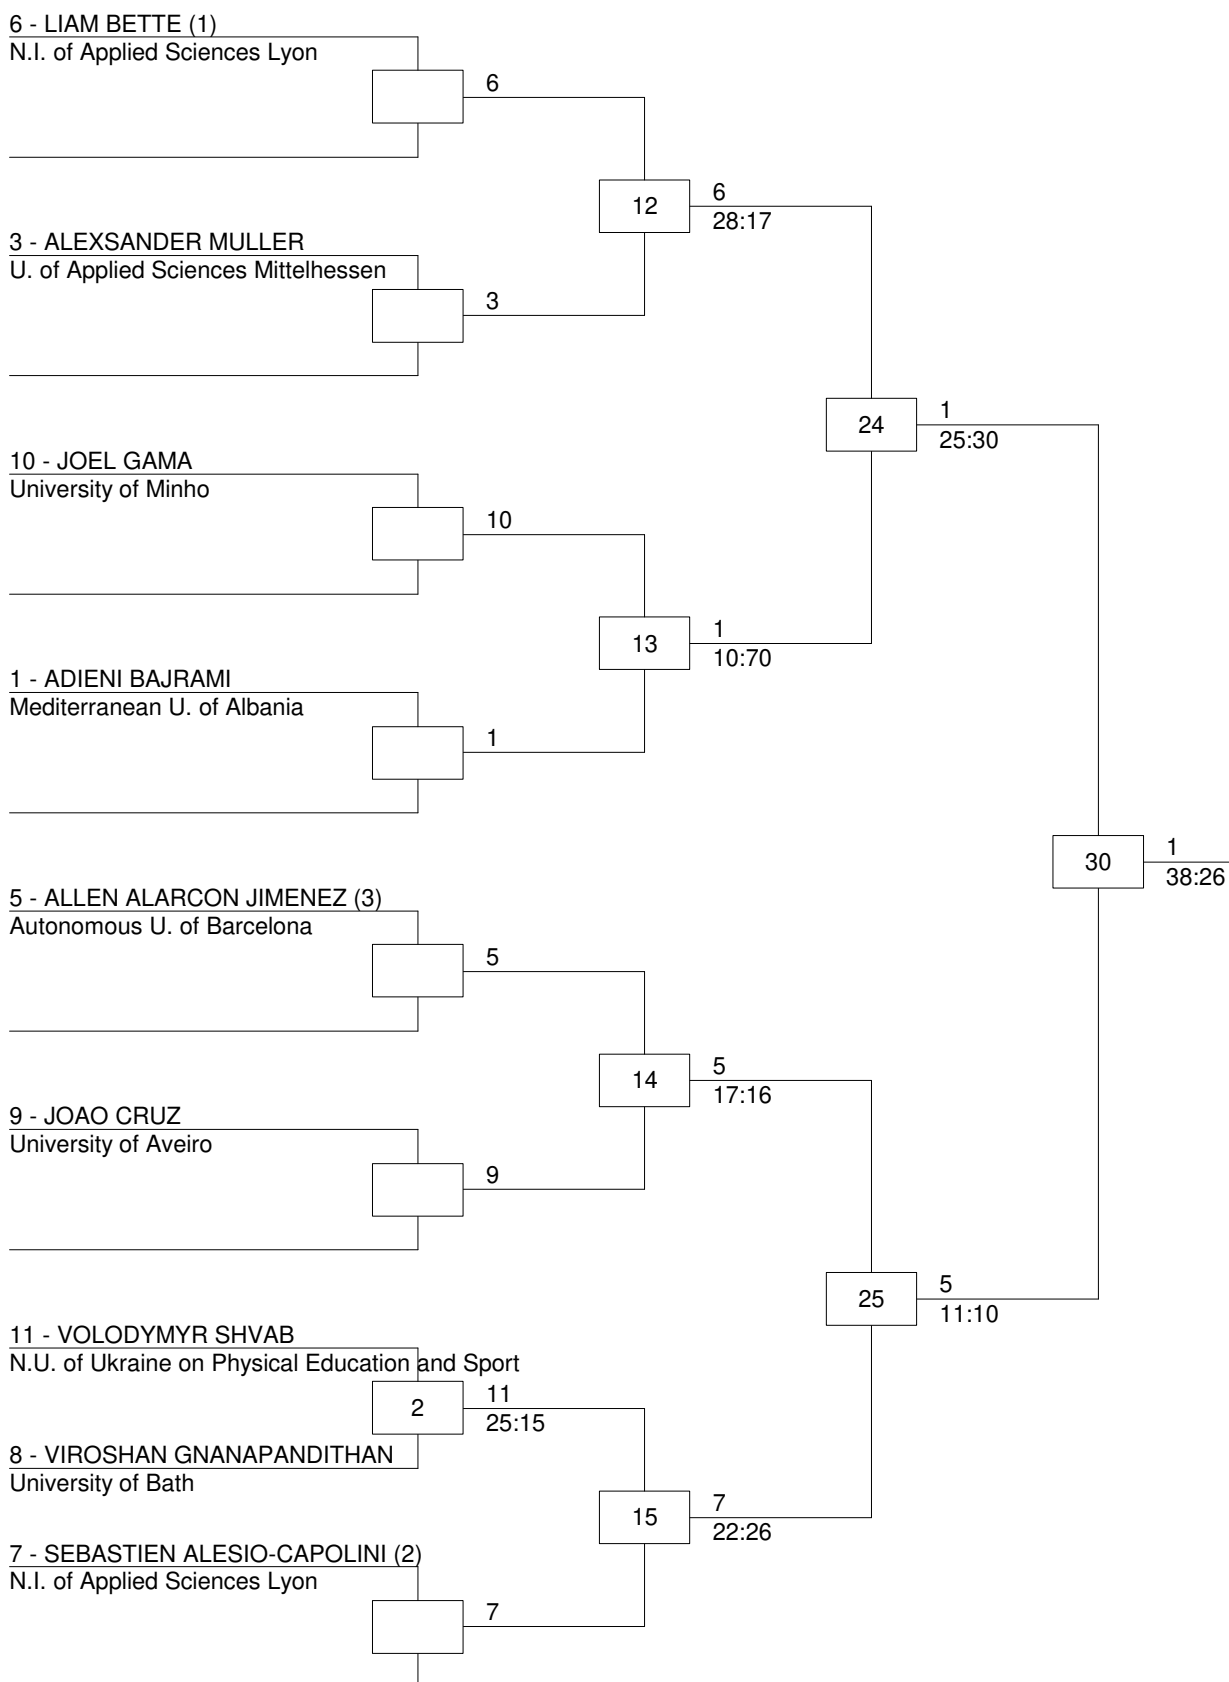 6 - LIAM BETTE (1)
N.I. of Applied Sciences Lyon
6
12
6
28:17
3 - ALEXSANDER MULLER
U. of Applied Sciences Mittelhessen
3
24
1
25:30
10 - JOEL GAMA
University of Minho
10
13
1
10:70
1 - ADIENI BAJRAMI
Mediterranean U. of Albania
1
30
1
38:26
5 - ALLEN ALARCON JIMENEZ (3)
Autonomous U. of Barcelona
5
14
5
17:16
9 - JOAO CRUZ
University of Aveiro
9
25
5
11:10
11 - VOLODYMYR SHVAB
N.U. of Ukraine on Physical Education and Sport
2
11
25:15
8 - VIROSHAN GNANAPANDITHAN
University of Bath
15
7
22:26
7 - SEBASTIEN ALESIO-CAPOLINI (2)
N.I. of Applied Sciences Lyon
7